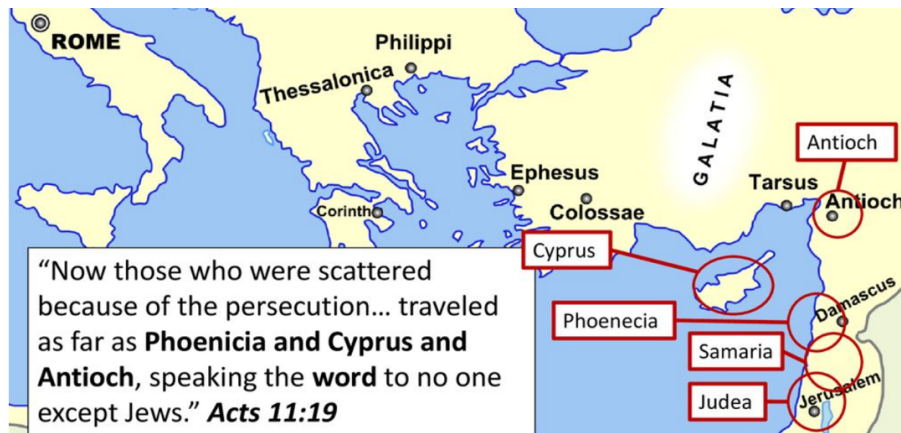 ROME
Philippi
Thessalonica
GALATIA
Antioch
Ephesus
Tarsus
Antioch
Corinth
Colossae
Cyprus
“Now those who were scattered
because of the persecution… traveled
as far as Phoenicia and Cyprus and
Antioch, speaking the word to no one
except Jews.” Acts 11:19
Phoenecia
Damascus
Samaria
Judea
Jerusalem